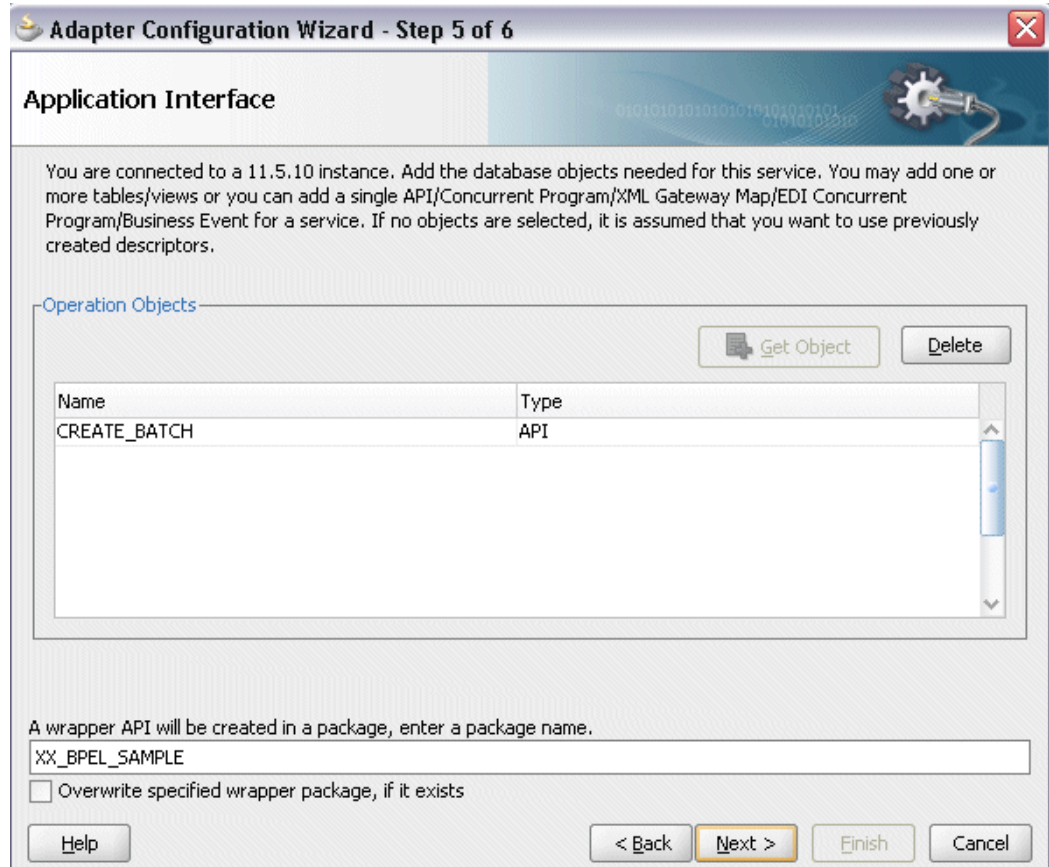 Adapter Configuration Wizard - Step 5 of 6
Application Interface
You are connected to a 11.5.10 instance. Add the database objects needed for this service. You may add one or
more tables/views or you can add a single API/Concurrent Program/XML Gateway Map/EDI Concurrent
Program/Business Event for a service. If no objects are selected, it is assumed that you want to use previously
created descriptors.
Operation Objects
Get Object
Delete
Name Type
CREATE_BATCH API
A wrapper API will be created in a package, enter a package name.
XX_BPEL_SAMPLE
Overwrite specified wrapper package, if it exists
Help
< Back
Next >
Finish
Cancel